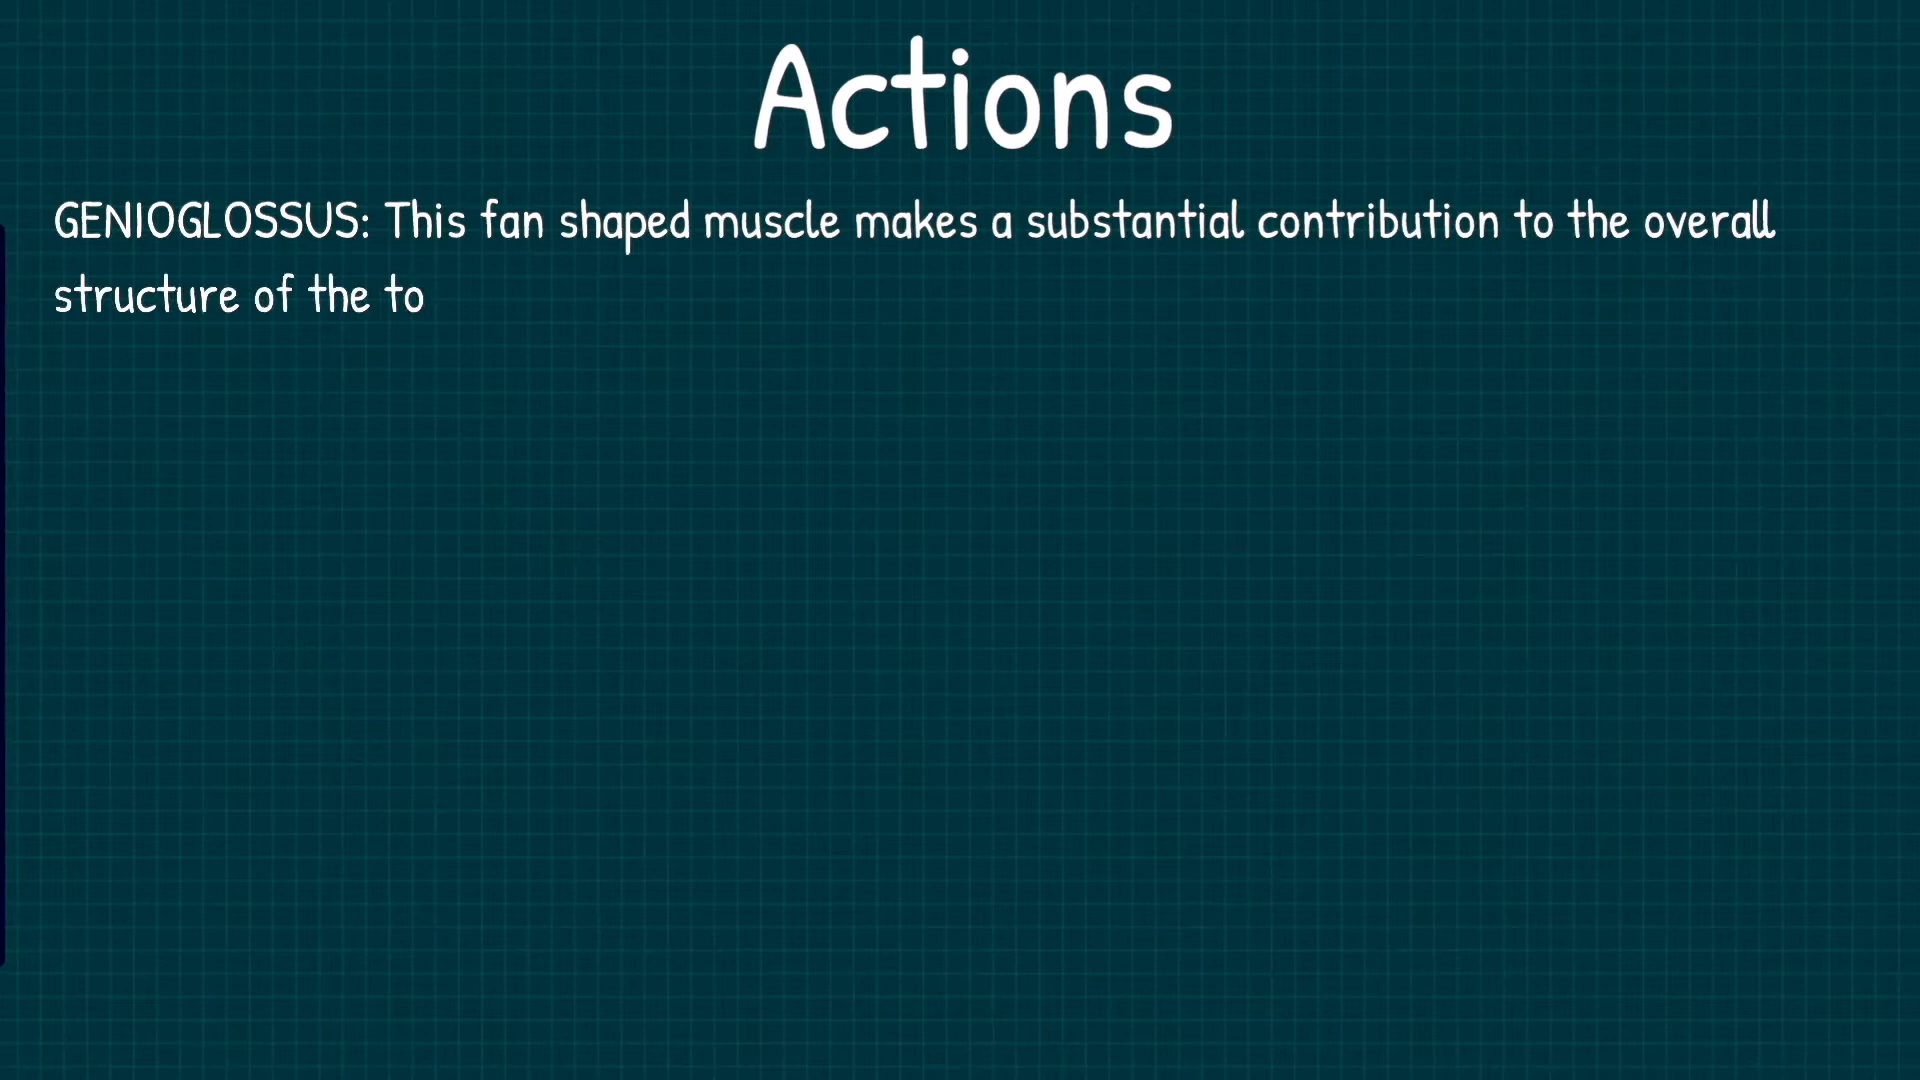 Actions
GENIOGLOSSUS: This fan shaped muscle makes a substantial contribution to the overall
structure of the to